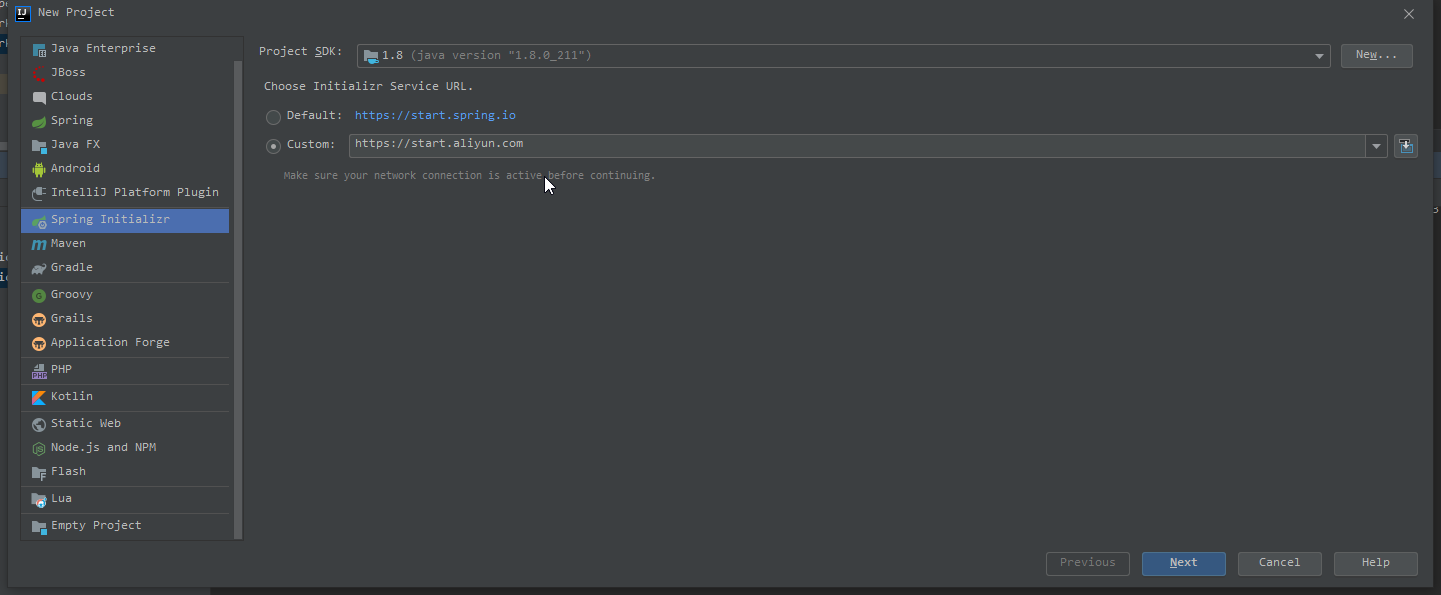 New Project
Java Enterprise
JBoss
Clouds
Spring
Java FX
Android
IntelliJ Platform Plugin
Spring Initializr
Maven
Gradle
Groovy
Grails
Application Forge
PHP
Kotlin
Static Web
Node.js and NPM
Flash
Lua
Empty Project
Project SDK: 1.8 (java version "1.8.0_211") New...
Choose Initializr Service URL.
Default: https://start.spring.io
Custom: https://start.aliyun.com
Make sure your network connection is active before continuing.
Previous Next Cancel Help